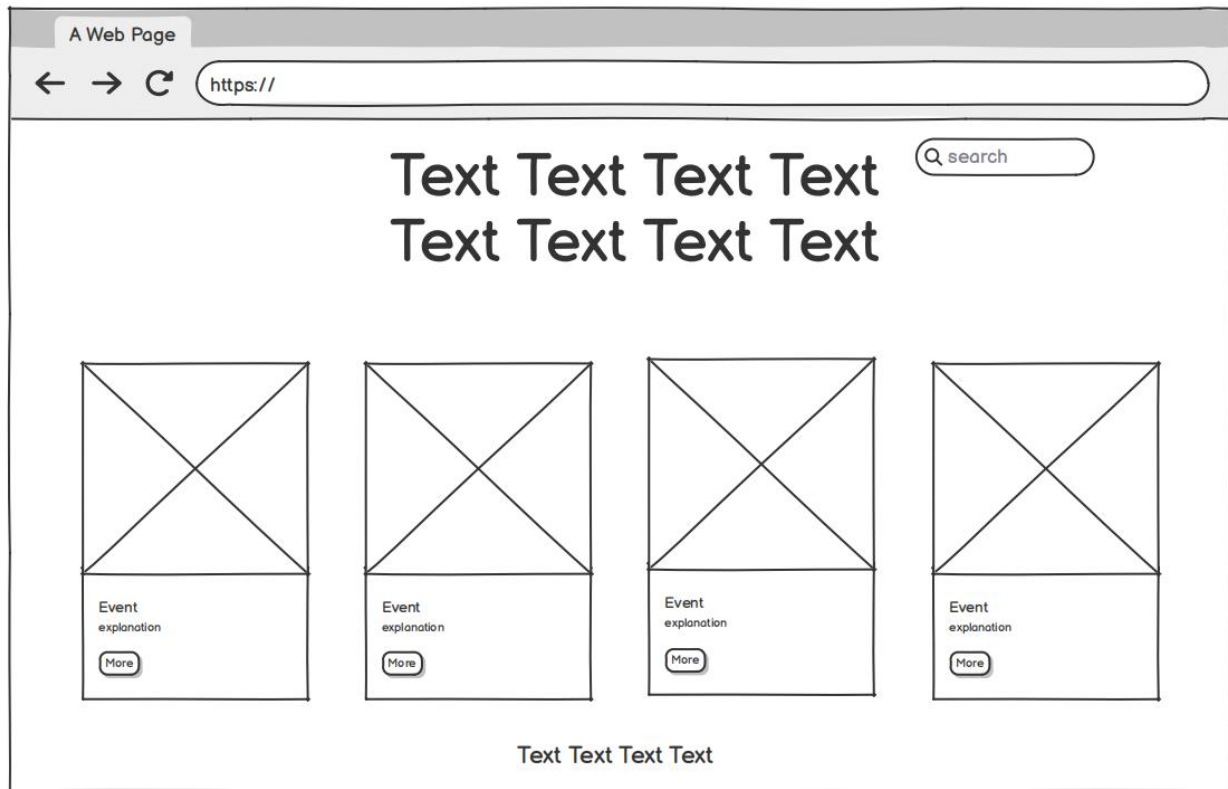 A Web Page
https://
search
Text Text Text Text
Text Text Text Text
Event
explanation
More
Event
explanation
More
Event
explanation
More
Event
explanation
More
Text Text Text Text